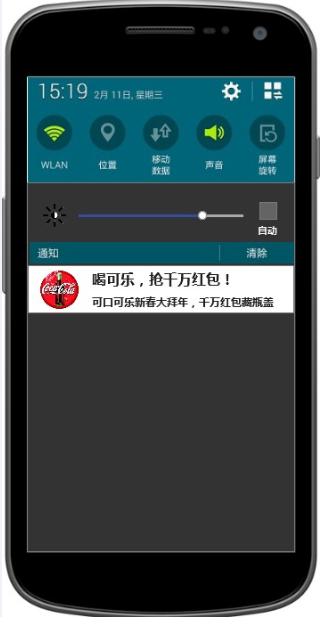 15:19 2月 11日, 星期三
WLAN
位置
移动
数据
声音
屏幕
旋转
自动
通知
清除
Coca-Cola
喝可乐，抢千万红包！
可口可乐新春大拜年，千万红包藏瓶盖